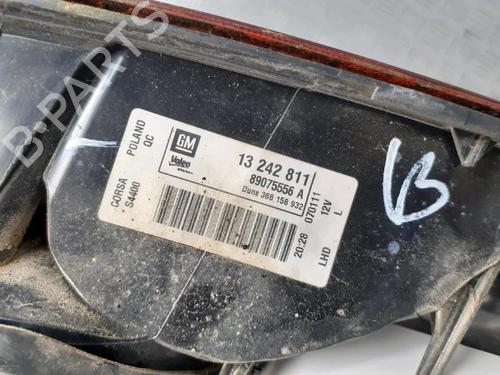 B-PARTS
POLAND
QC
CORSA
S4400
GM
Valeo
13 242 811
89075556 A
Duns 368 158 932
070111
12V
L
20:28
LHD
B